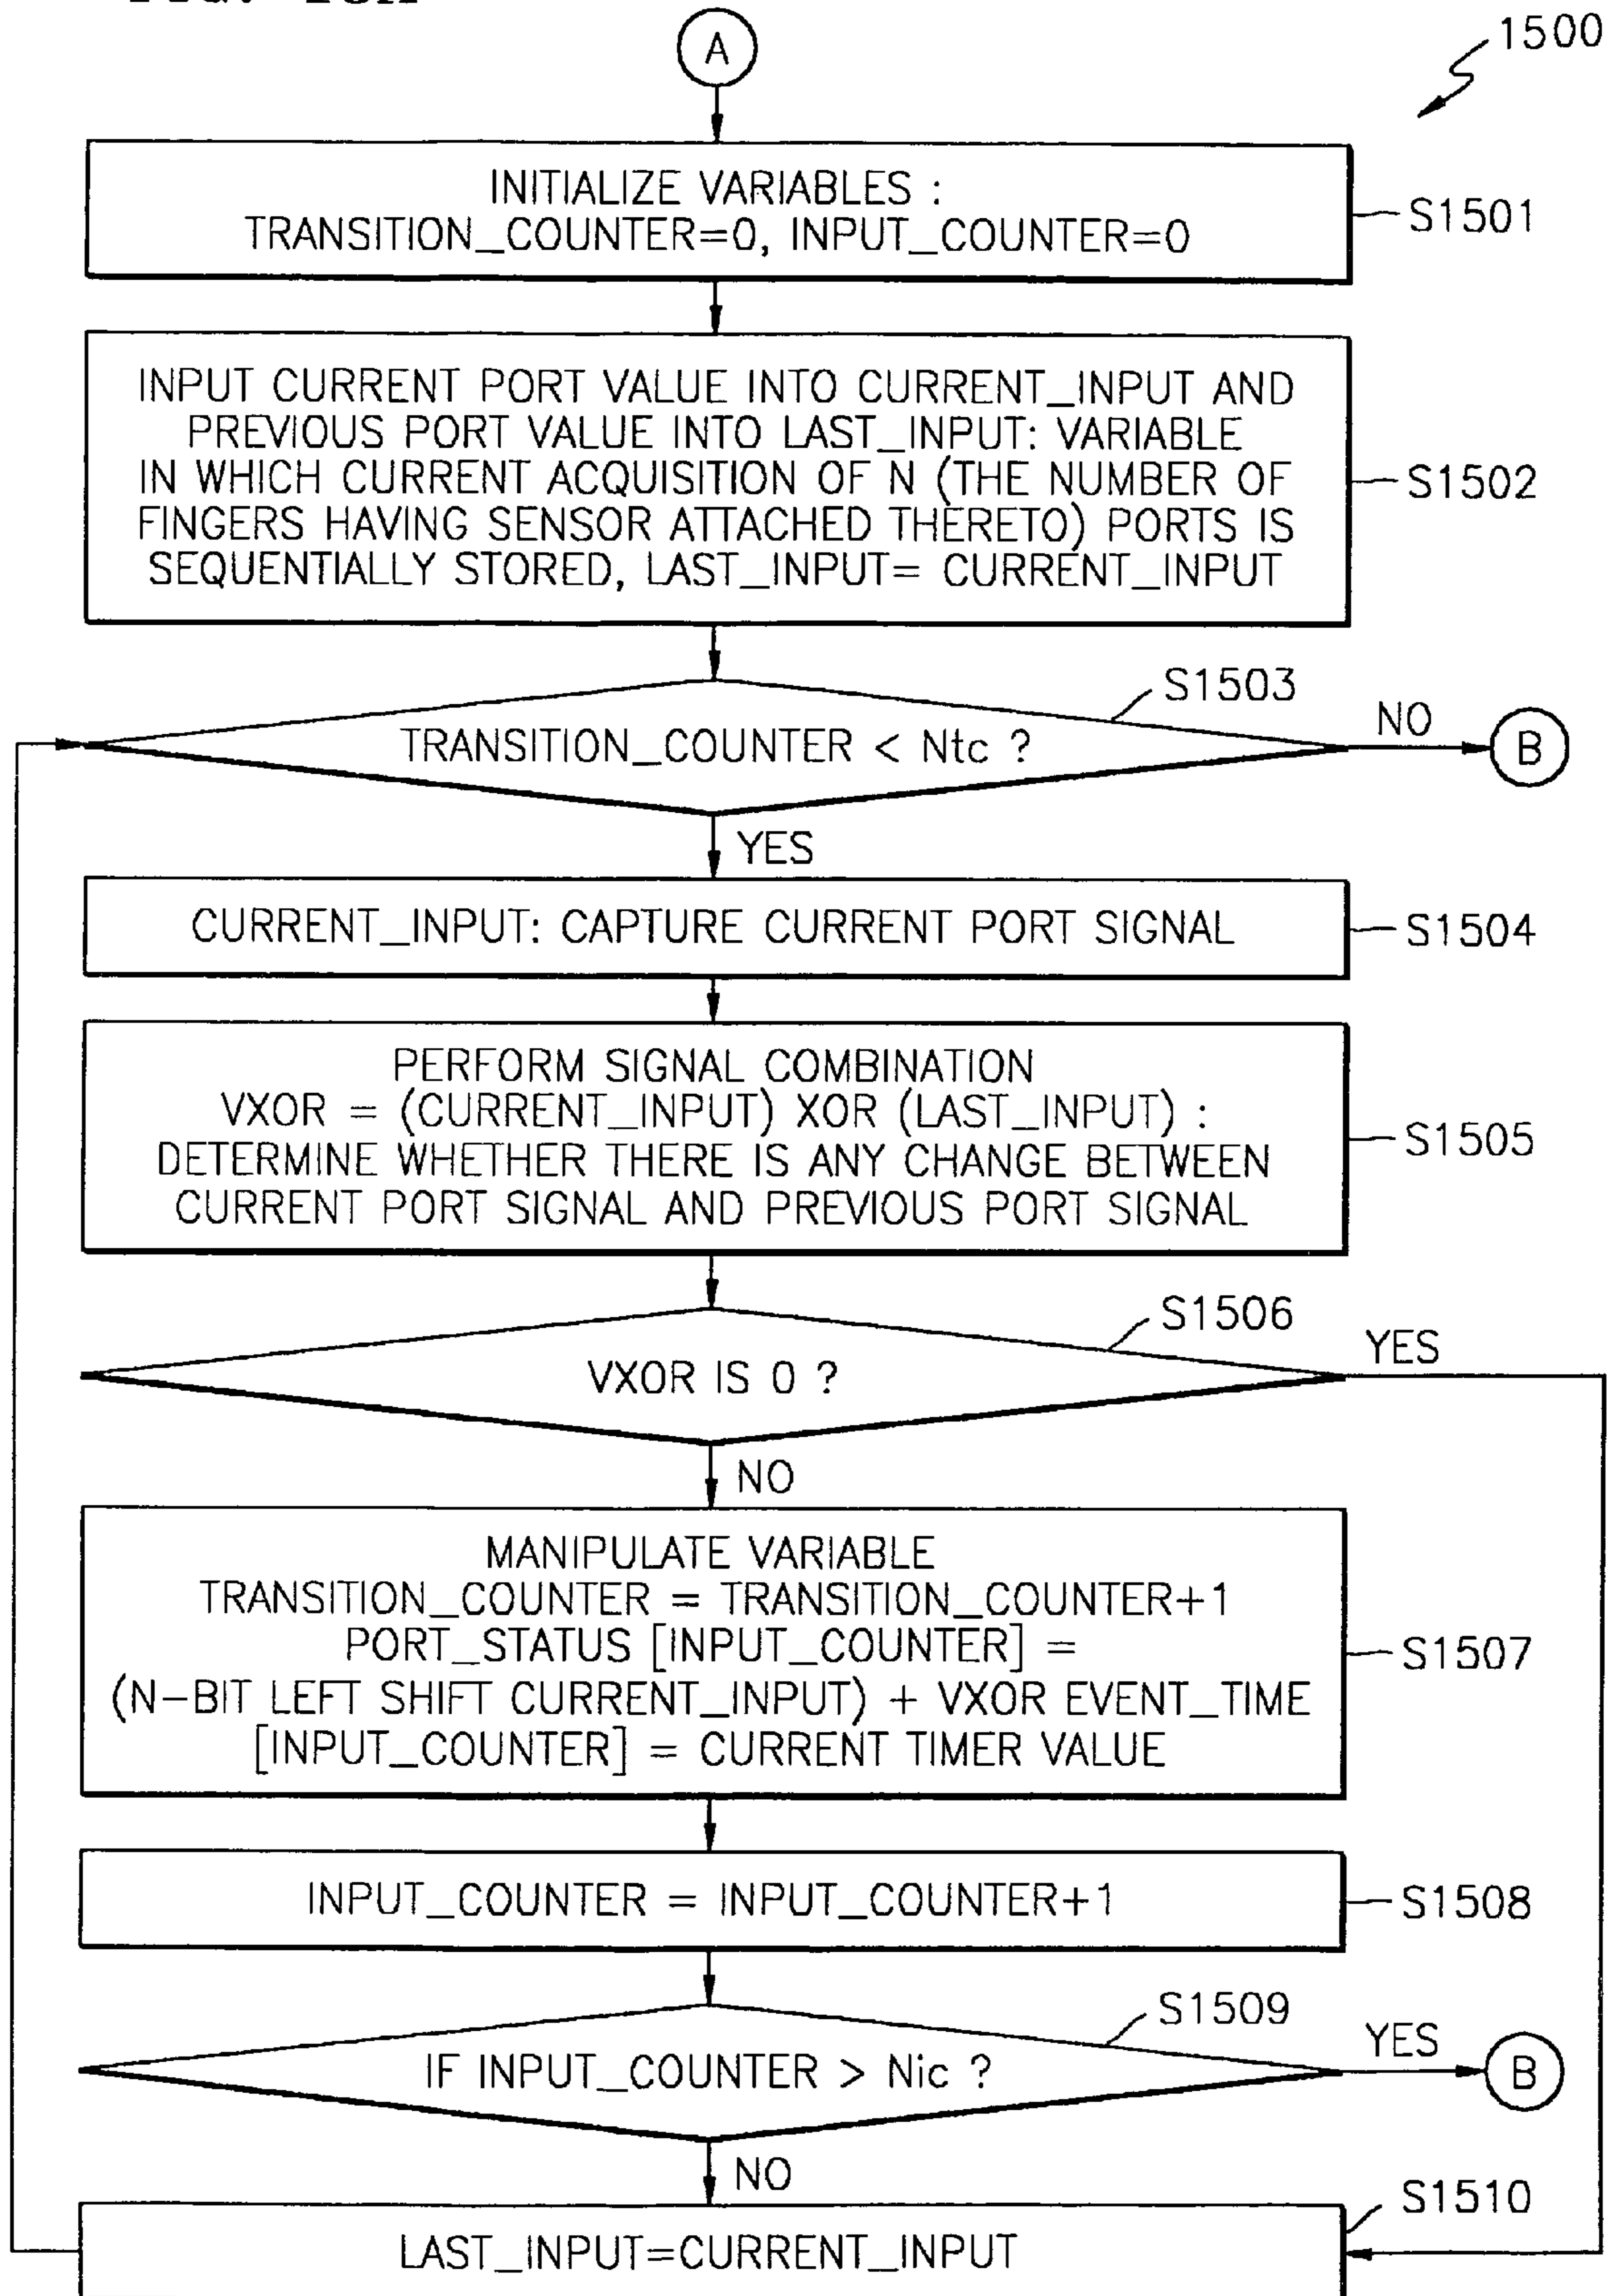 A
1500
INITIALIZE VARIABLES :
TRANSITION_COUNTER=0, INPUT_COUNTER=0
S1501
INPUT CURRENT PORT VALUE INTO CURRENT_INPUT AND
PREVIOUS PORT VALUE INTO LAST_INPUT: VARIABLE
IN WHICH CURRENT ACQUISITION OF N (THE NUMBER OF
FINGERS HAVING SENSOR ATTACHED THERETO) PORTS IS
SEQUENTIALLY STORED, LAST_INPUT= CURRENT_INPUT
S1502
S1503
TRANSITION_COUNTER < Ntc ?
NO
B
YES
CURRENT_INPUT: CAPTURE CURRENT PORT SIGNAL
S1504
PERFORM SIGNAL COMBINATION
VXOR = (CURRENT_INPUT) XOR (LAST_INPUT) :
DETERMINE WHETHER THERE IS ANY CHANGE BETWEEN
CURRENT PORT SIGNAL AND PREVIOUS PORT SIGNAL
S1505
S1506
VXOR IS 0 ?
YES
NO
MANIPULATE VARIABLE
TRANSITION_COUNTER = TRANSITION_COUNTER+1
PORT_STATUS [INPUT_COUNTER] =
(N-BIT LEFT SHIFT CURRENT_INPUT) + VXOR EVENT_TIME
[INPUT_COUNTER] = CURRENT TIMER VALUE
S1507
INPUT_COUNTER = INPUT_COUNTER+1
S1508
S1509
IF INPUT_COUNTER > Nic ?
YES
B
NO
S1510
LAST_INPUT=CURRENT_INPUT